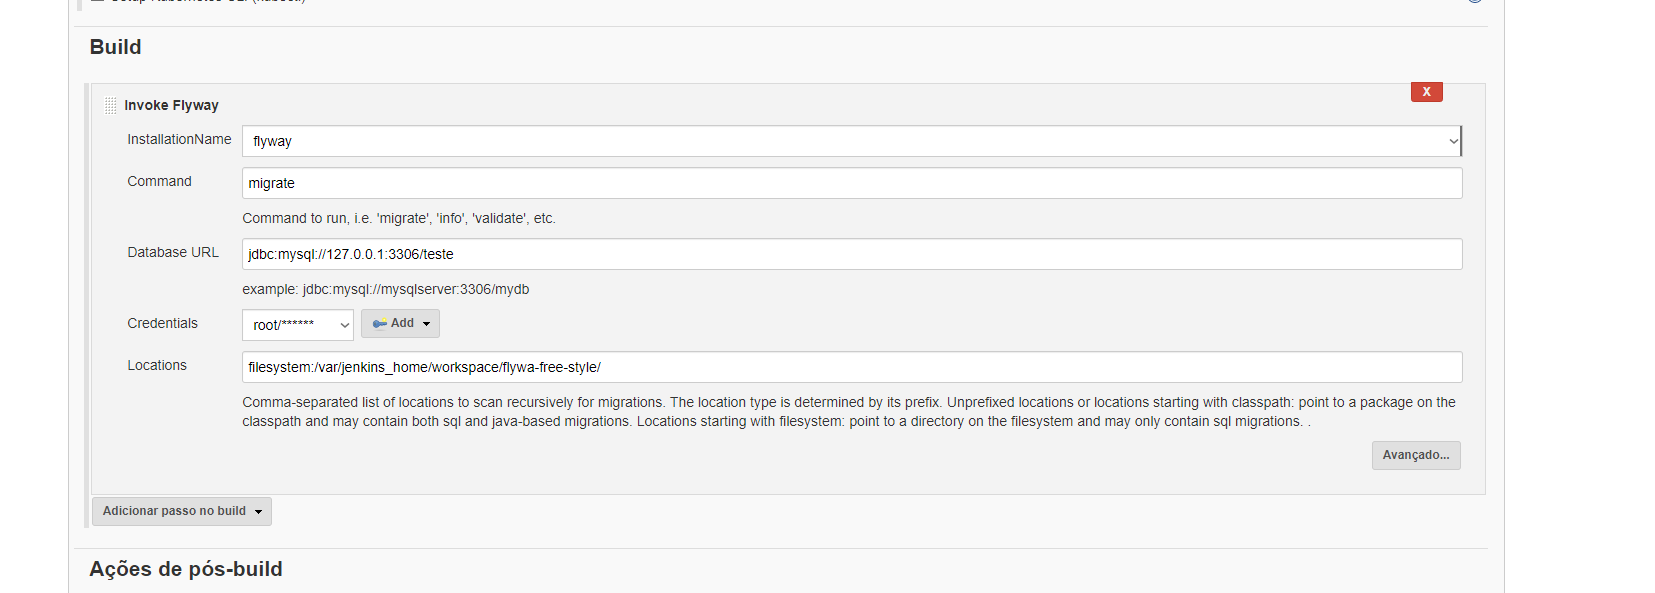 Build
Invoke Flyway
X
InstallationName
flyway
Command
migrate
Command to run, i.e. 'migrate', 'info', 'validate', etc.
Database URL
jdbc:mysql://127.0.0.1:3306/teste
example: jdbc:mysql://mysqlserver:3306/mydb
Credentials
root/******
Add
Locations
filesystem:/var/jenkins_home/workspace/flywa-free-style/
Comma-separated list of locations to scan recursively for migrations. The location type is determined by its prefix. Unprefixed locations or locations starting with classpath: point to a package on the
classpath and may contain both sql and java-based migrations. Locations starting with filesystem: point to a directory on the filesystem and may only contain sql migrations. .
Avançado...
Adicionar passo no build
Ações de pós-build